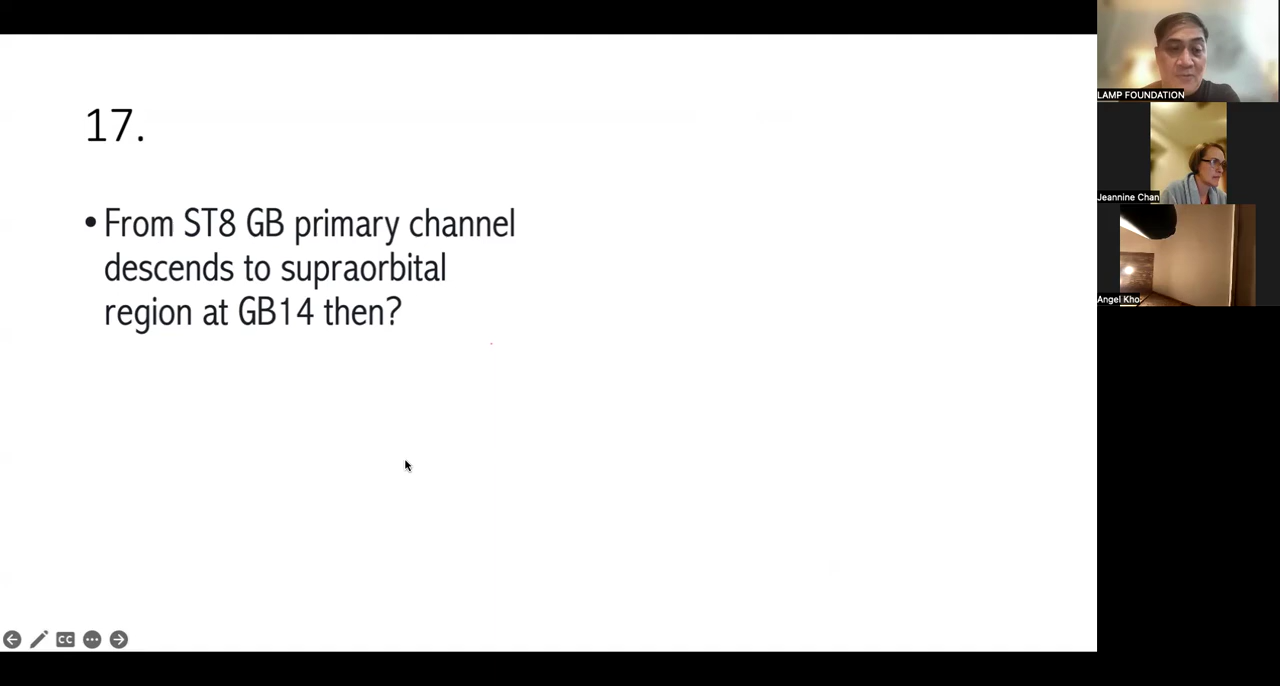 17.
• From ST8 GB primary channel
descends to supraorbital
region at GB14 then?
CC
LAMP FOUNDATION
Jeannine Chan
Angel Kho